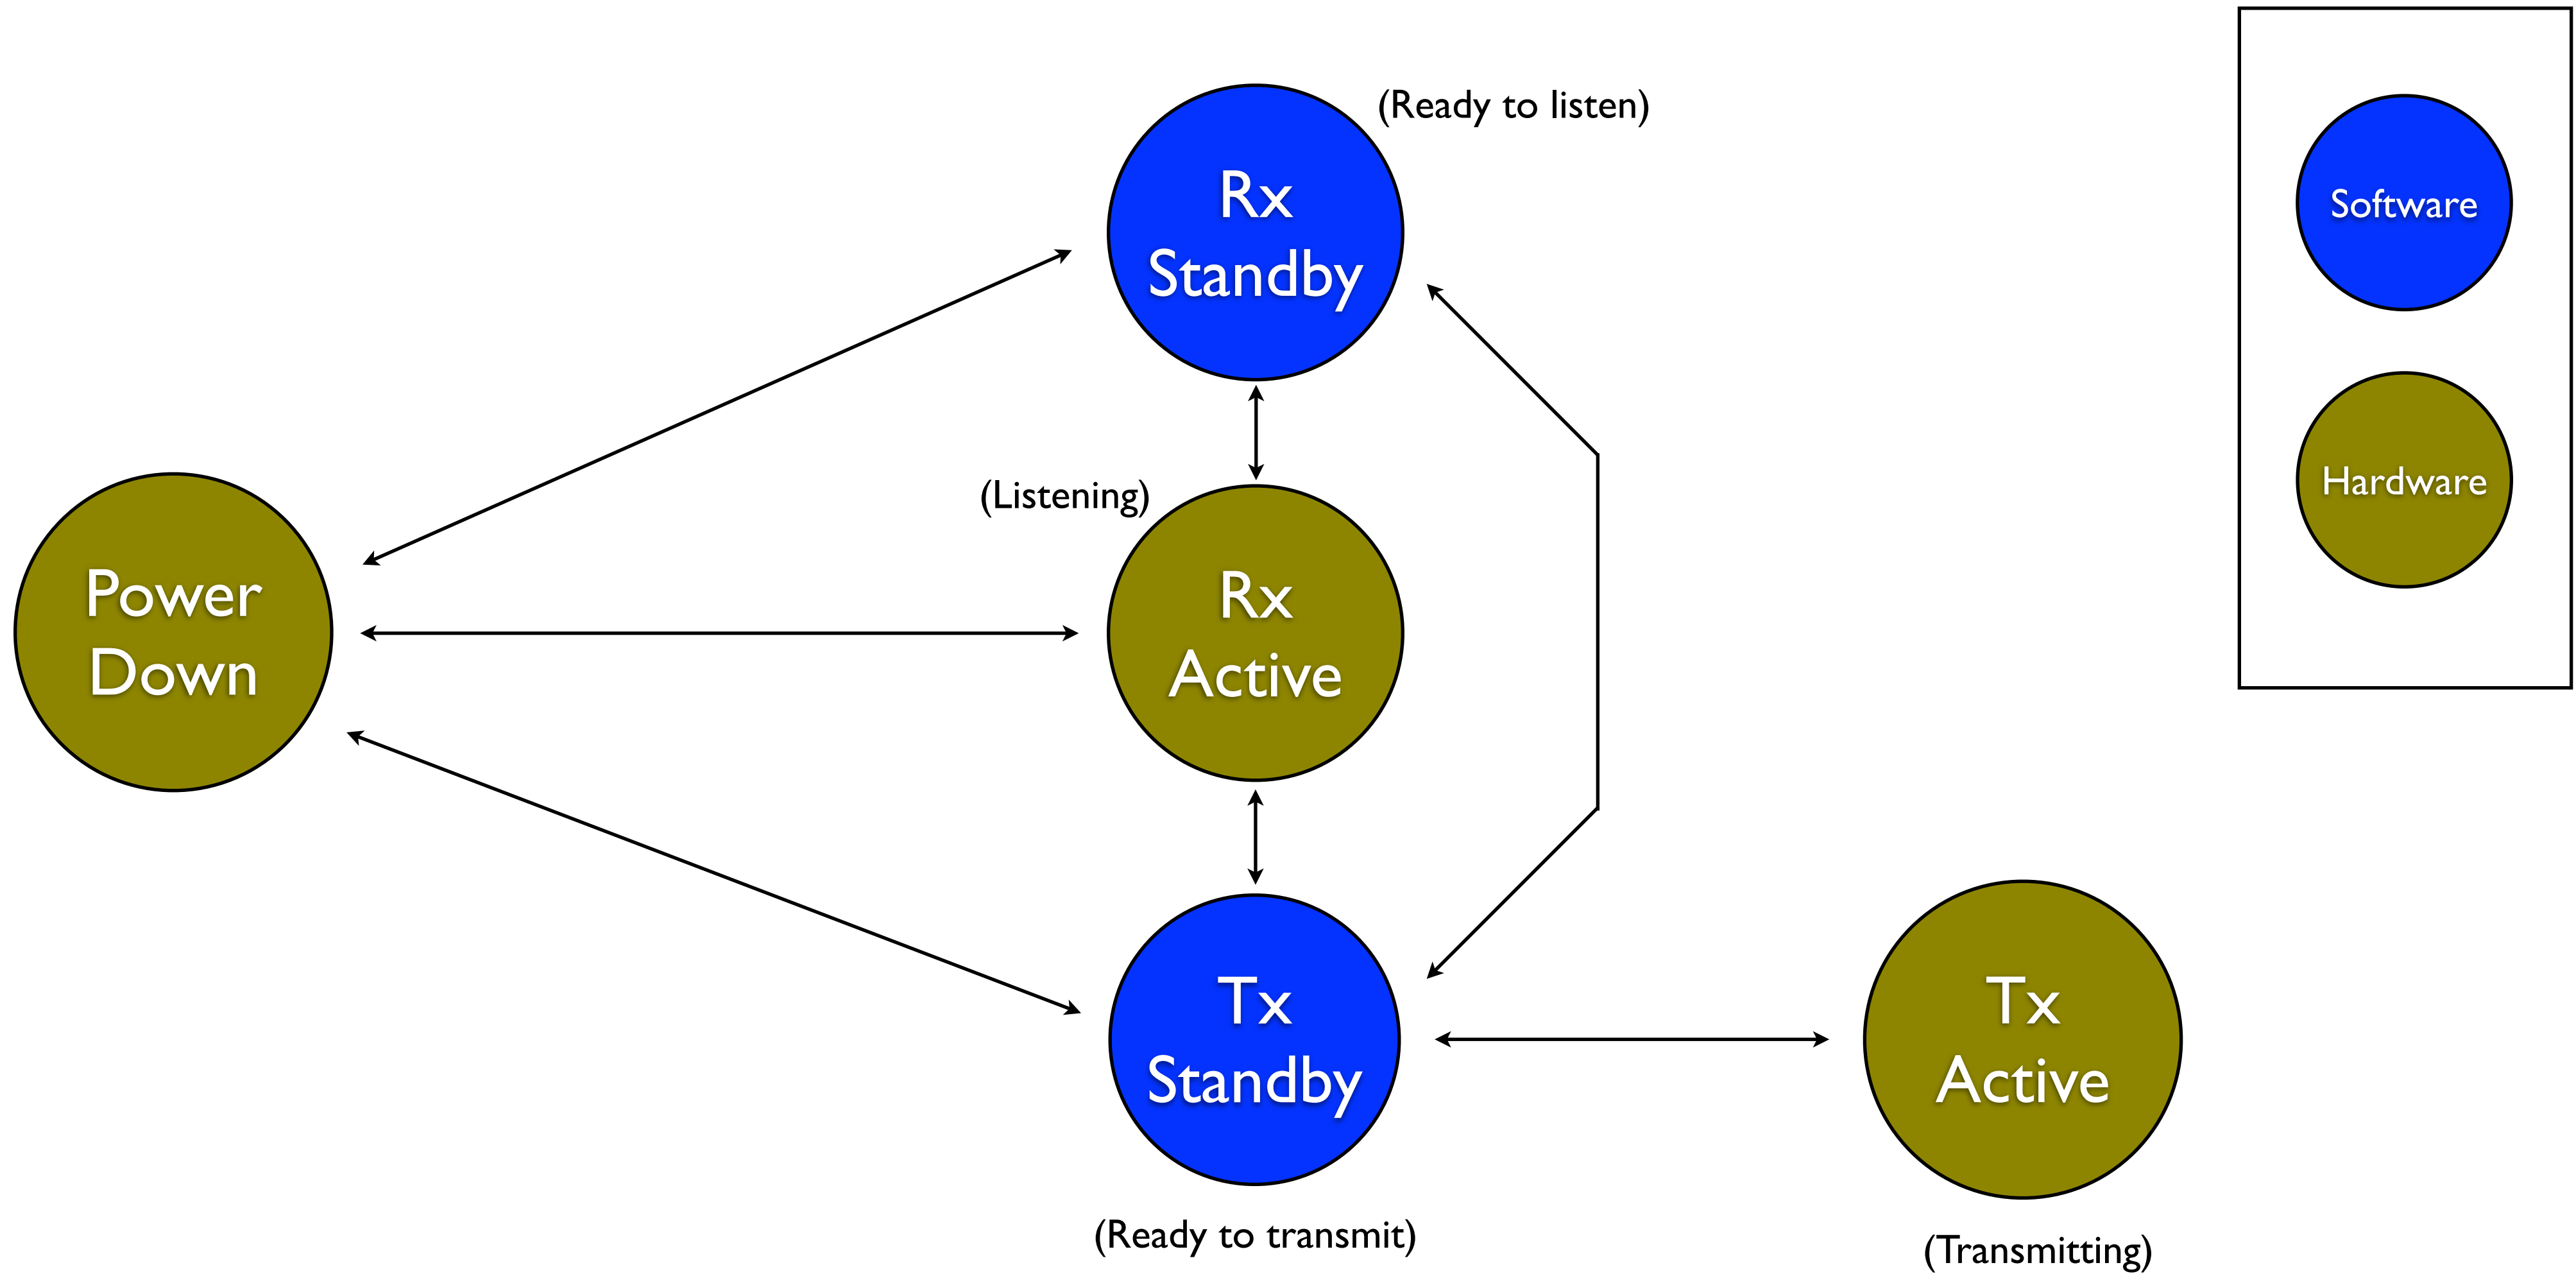 (Ready to listen)
Rx
Standby
Software
Hardware
(Listening)
Power
Down
Rx
Active
Tx
Standby
Tx
Active
(Ready to transmit)
(Transmitting)